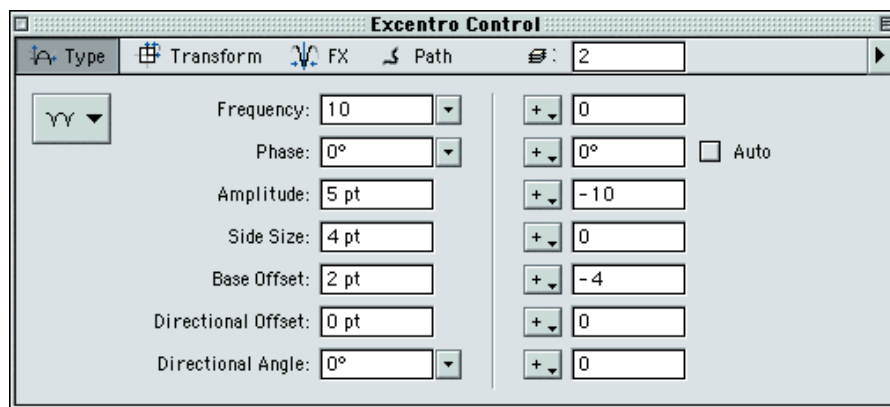 Excentro Control
Type Transform FX Path : 2
Frequency: 10 + 0
Phase: 0° + 0° Auto
Amplitude: 5 pt + -10
Side Size: 4 pt + 0
Base Offset: 2 pt + -4
Directional Offset: 0 pt + 0
Directional Angle: 0° + 0